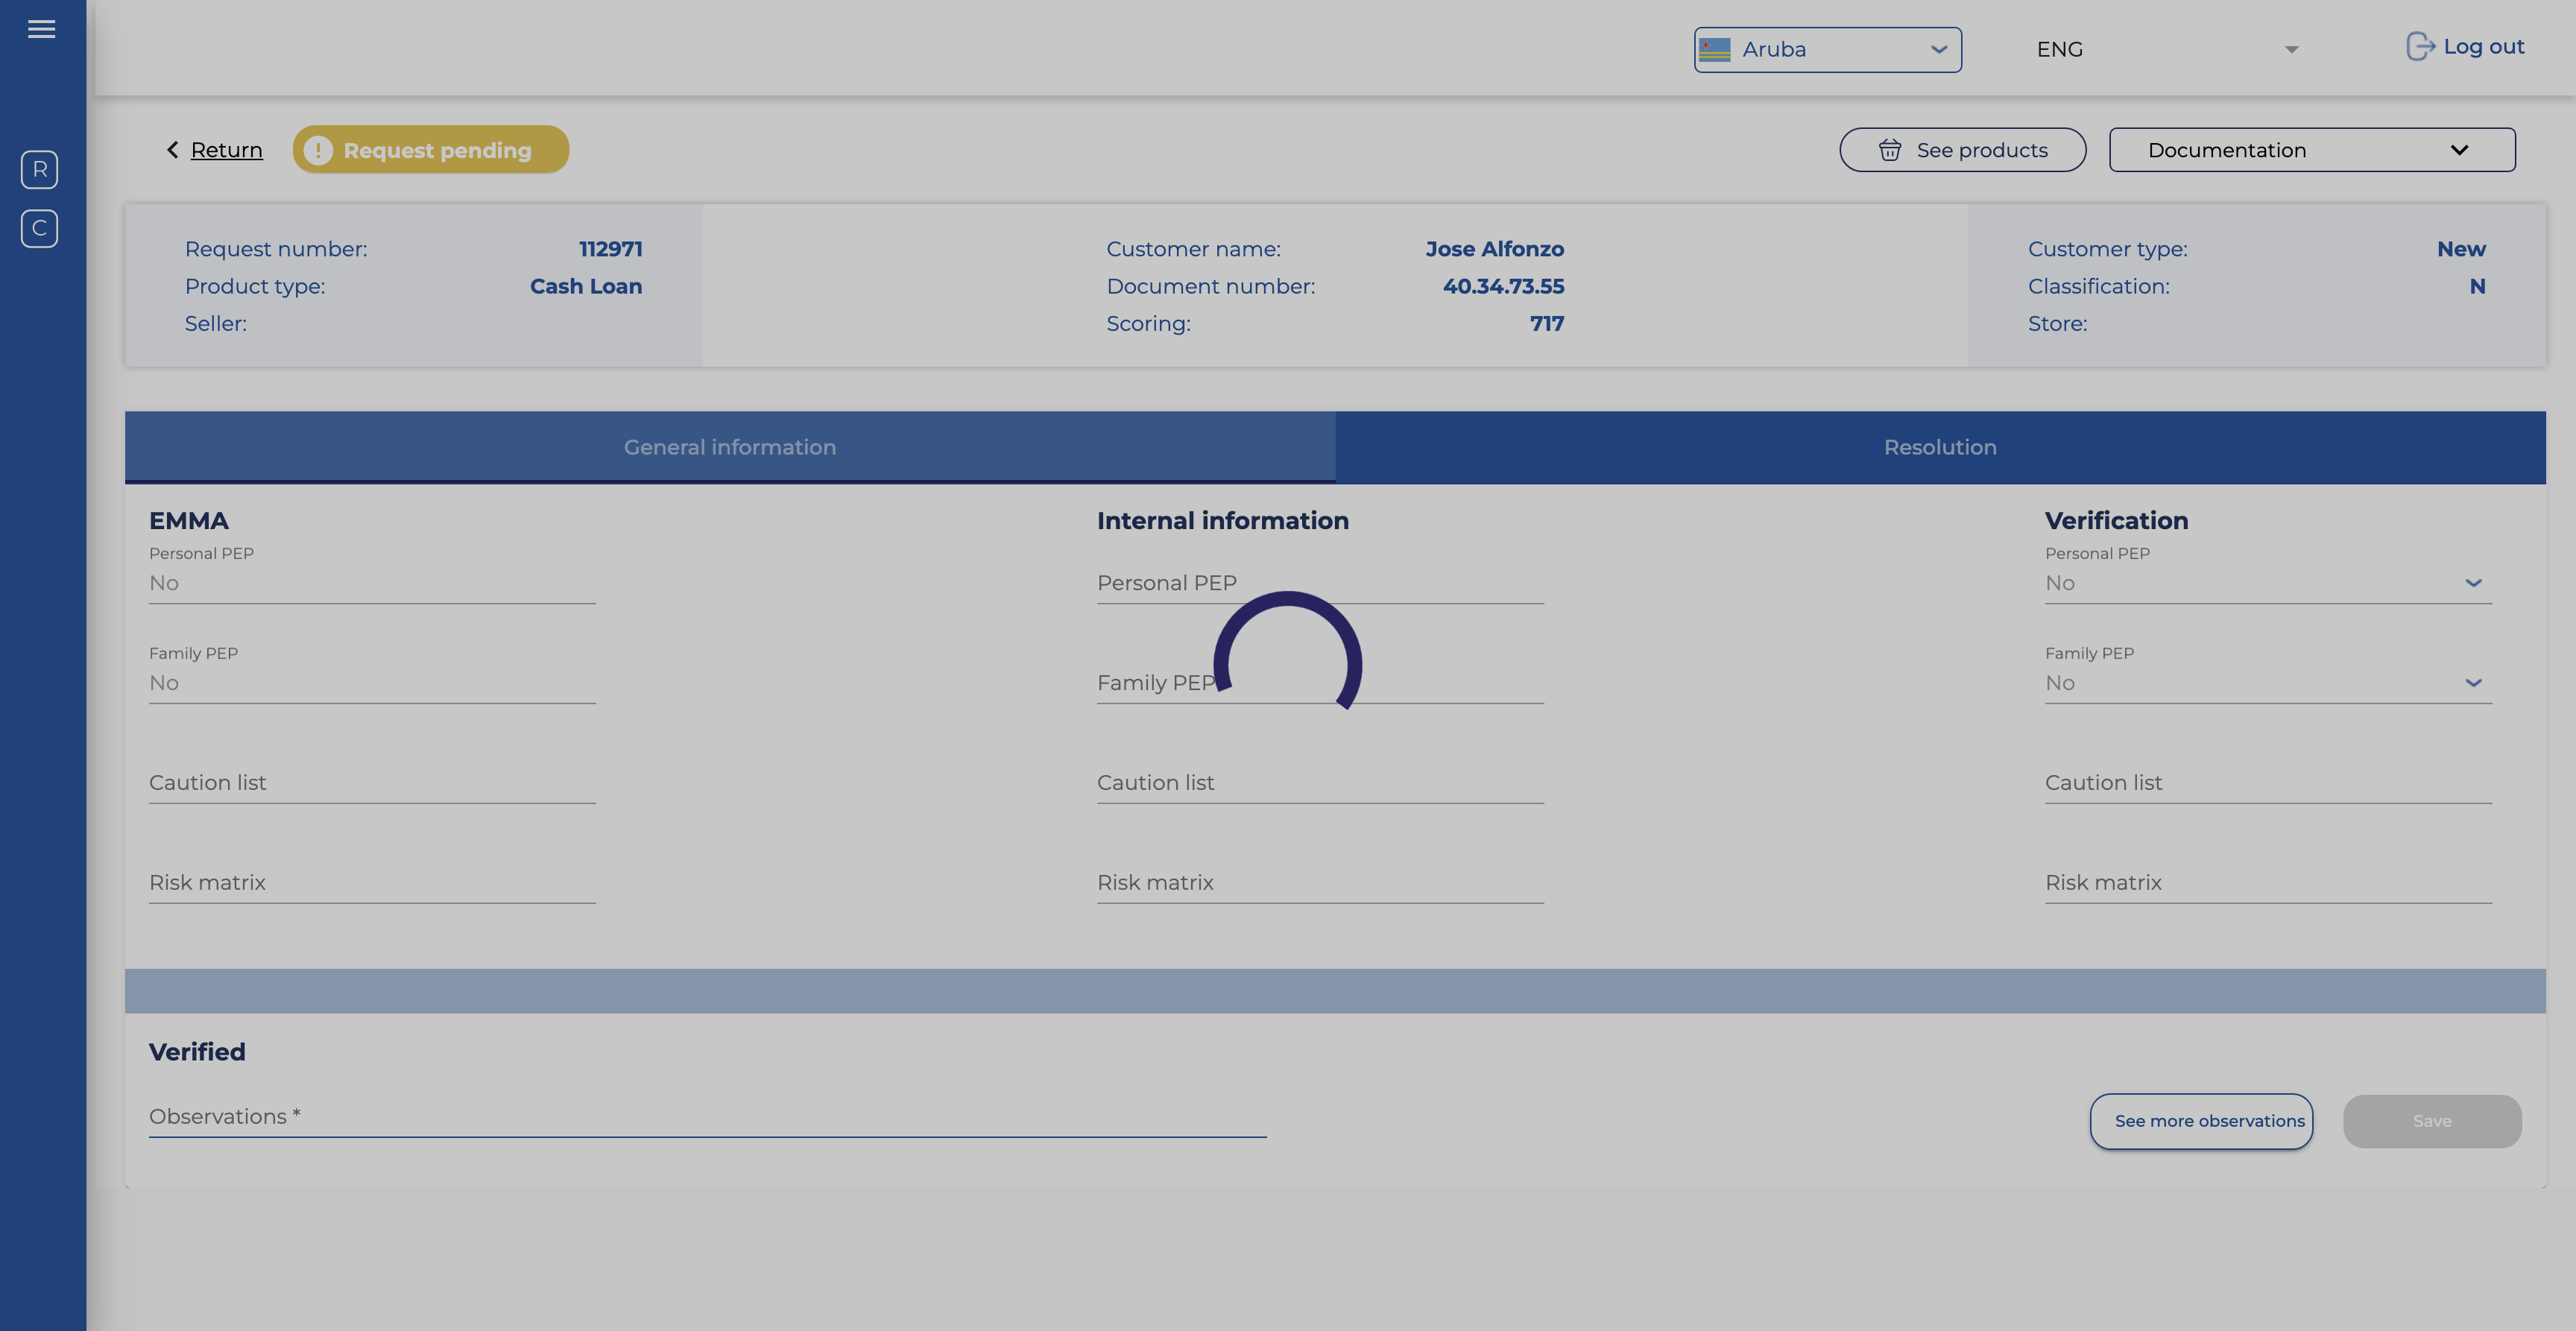 Aruba
ENG
Log out
R
C
Return
Request pending
See products
Documentation
Request number: 112971
Product type: Cash Loan
Seller:
Customer name: Jose Alfonzo
Document number: 40.34.73.55
Scoring: 717
Customer type: New
Classification: N
Store:
General information
Resolution
EMMA
Personal PEP
No
Family PEP
No
Caution list
Risk matrix
Internal information
Personal PEP
Family PEP
Caution list
Risk matrix
Verification
Personal PEP
No
Family PEP
No
Caution list
Risk matrix
Verified
Observations *
See more observations
Save